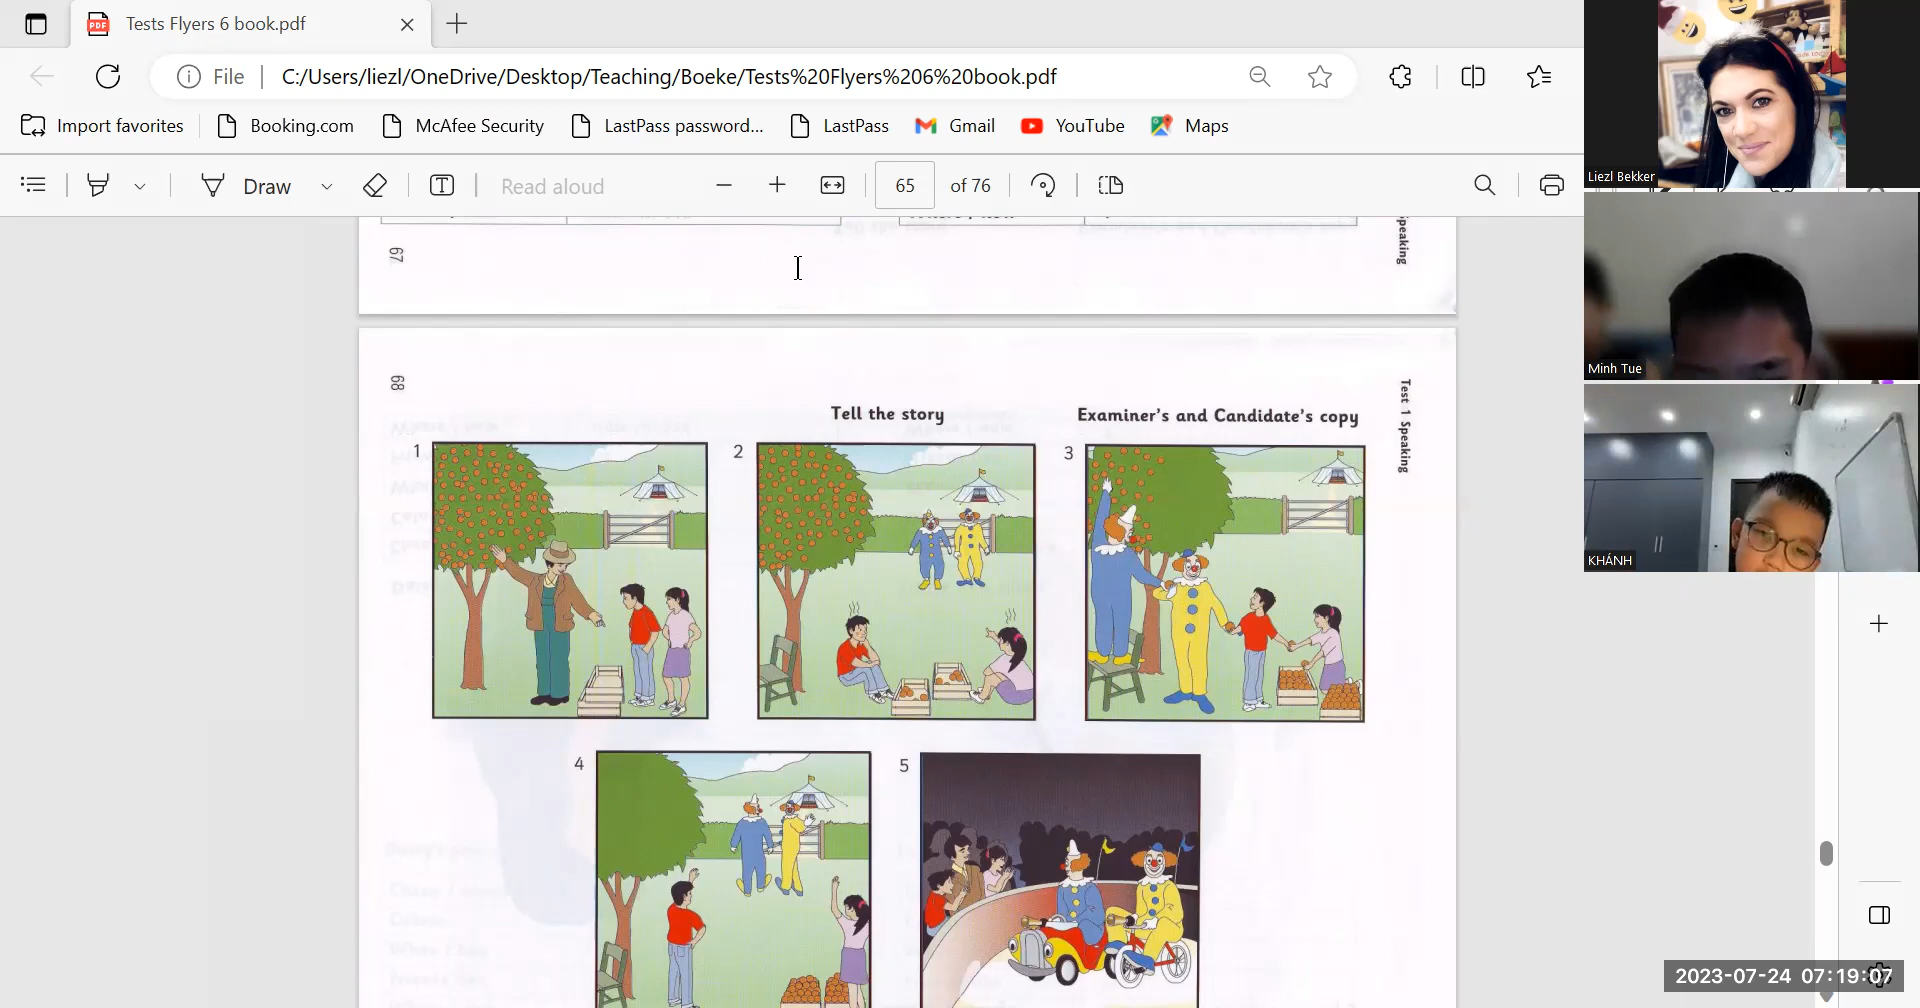 Tests Flyers 6 book.pdf
File
C:/Users/liezl/OneDrive/Desktop/Teaching/Boeke/Tests%20Flyers%206%20book.pdf
Import favorites
Booking.com
McAfee Security
LastPass password...
LastPass
Gmail
YouTube
Maps
Draw
Read aloud
65
of 76
67
Speaking
68
Tell the story
Examiner's and Candidate's copy
Test 1 Speaking
1
2
3
4
5
Liezl Bekker
Minh Tue
KHÁNH
2023-07-24 07:19:07